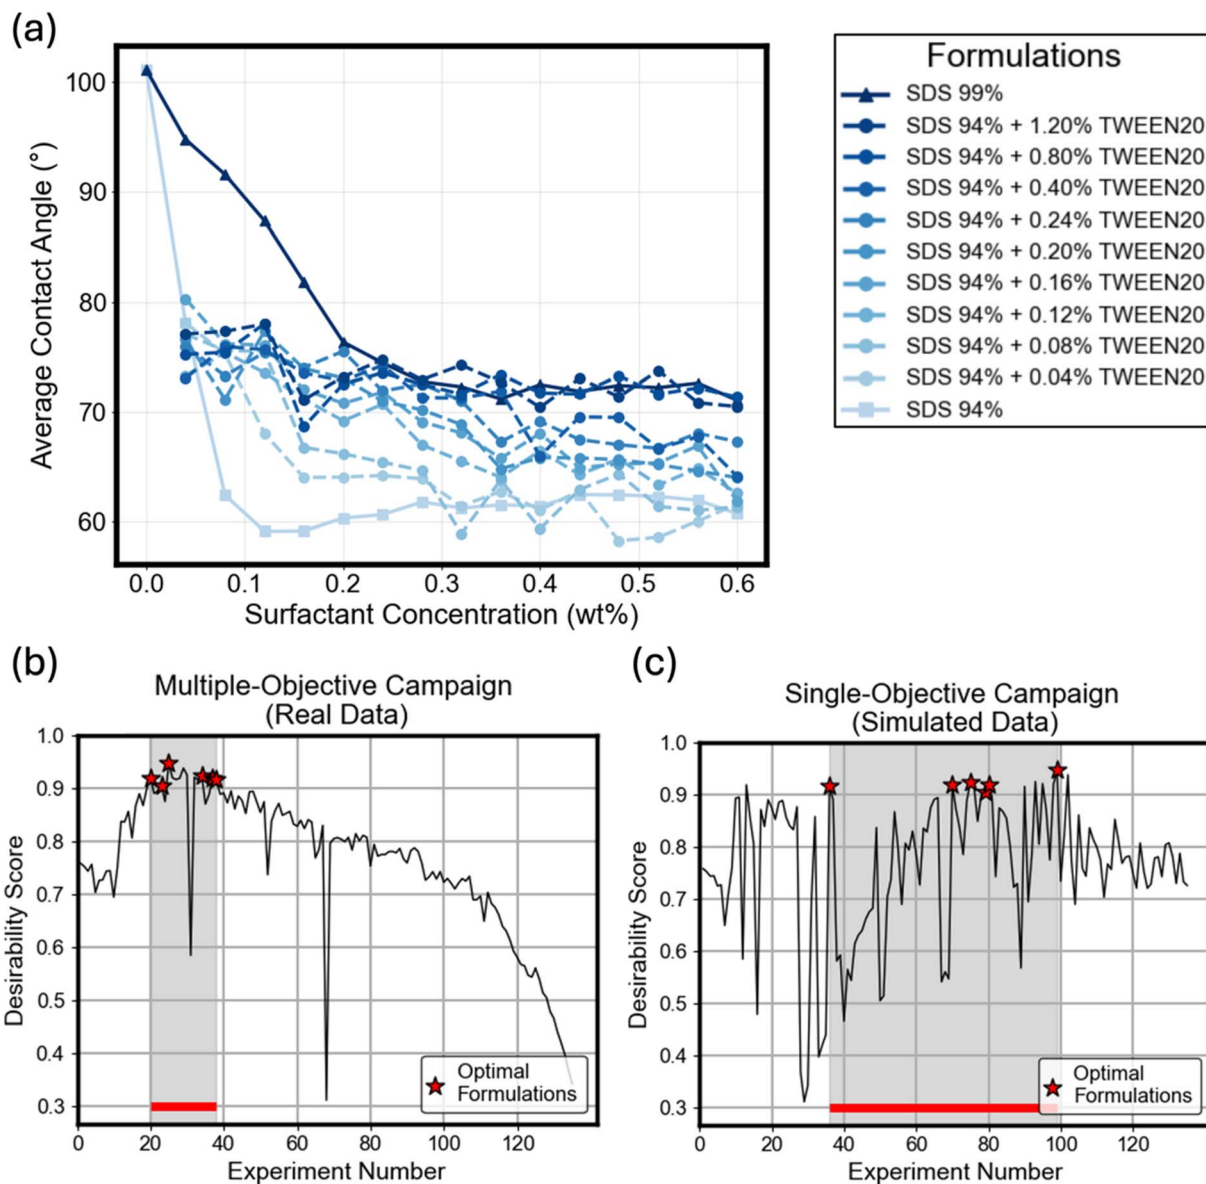 (a)
100
90
80
70
60
Average Contact Angle (°)
0.0 0.1 0.2 0.3 0.4 0.5 0.6
Surfactant Concentration (wt%)
Formulations
SDS 99%
SDS 94% + 1.20% TWEEN20
SDS 94% + 0.80% TWEEN20
SDS 94% + 0.40% TWEEN20
SDS 94% + 0.24% TWEEN20
SDS 94% + 0.20% TWEEN20
SDS 94% + 0.16% TWEEN20
SDS 94% + 0.12% TWEEN20
SDS 94% + 0.08% TWEEN20
SDS 94% + 0.04% TWEEN20
SDS 94%
(b)
Multiple-Objective Campaign
(Real Data)
1.0
0.9
0.8
0.7
0.6
0.5
0.4
0.3
Desirability Score
0 20 40 60 80 100 120
Experiment Number
Optimal
Formulations
(c)
Single-Objective Campaign
(Simulated Data)
1.0
0.9
0.8
0.7
0.6
0.5
0.4
0.3
Desirability Score
0 20 40 60 80 100 120
Experiment Number
Optimal
Formulations